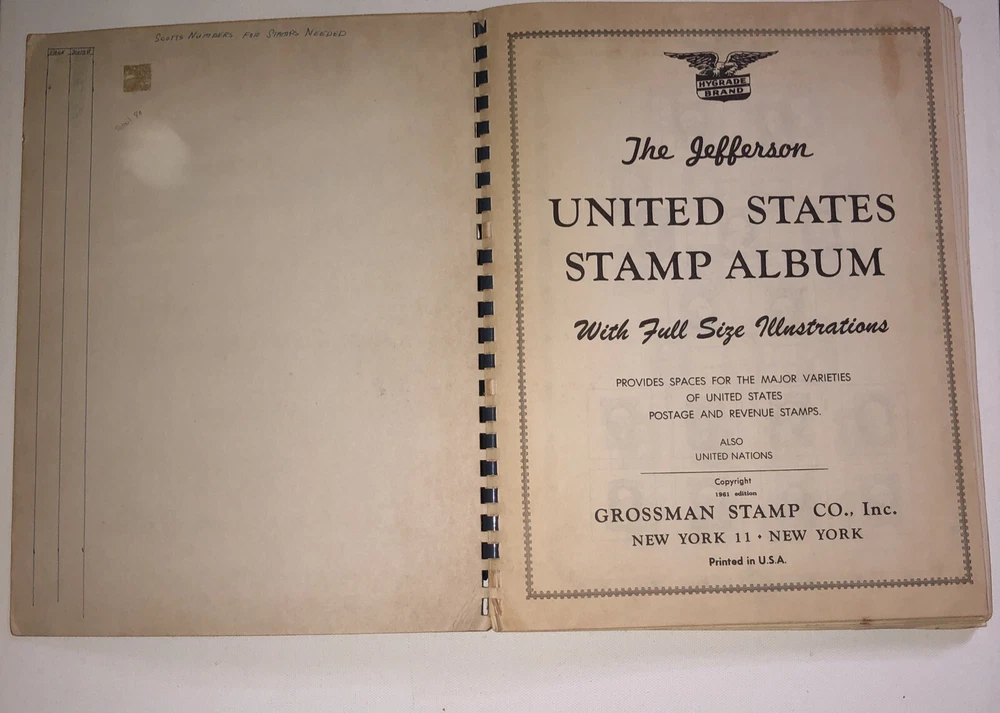 Scotts Numbers For Stamps Needed
HYGRADE
BRAND
The Jefferson
UNITED STATES
STAMP ALBUM
With Full Size Illnstrations
PROVIDES SPACES FOR THE MAJOR VARIETIES
OF UNITED STATES
POSTAGE AND REVENUE STAMPS.
ALSO
UNITED NATIONS
Copyright
1961 edition
GROSSMAN STAMP CO., Inc.
NEW YORK 11 • NEW YORK
Printed in U.S.A.